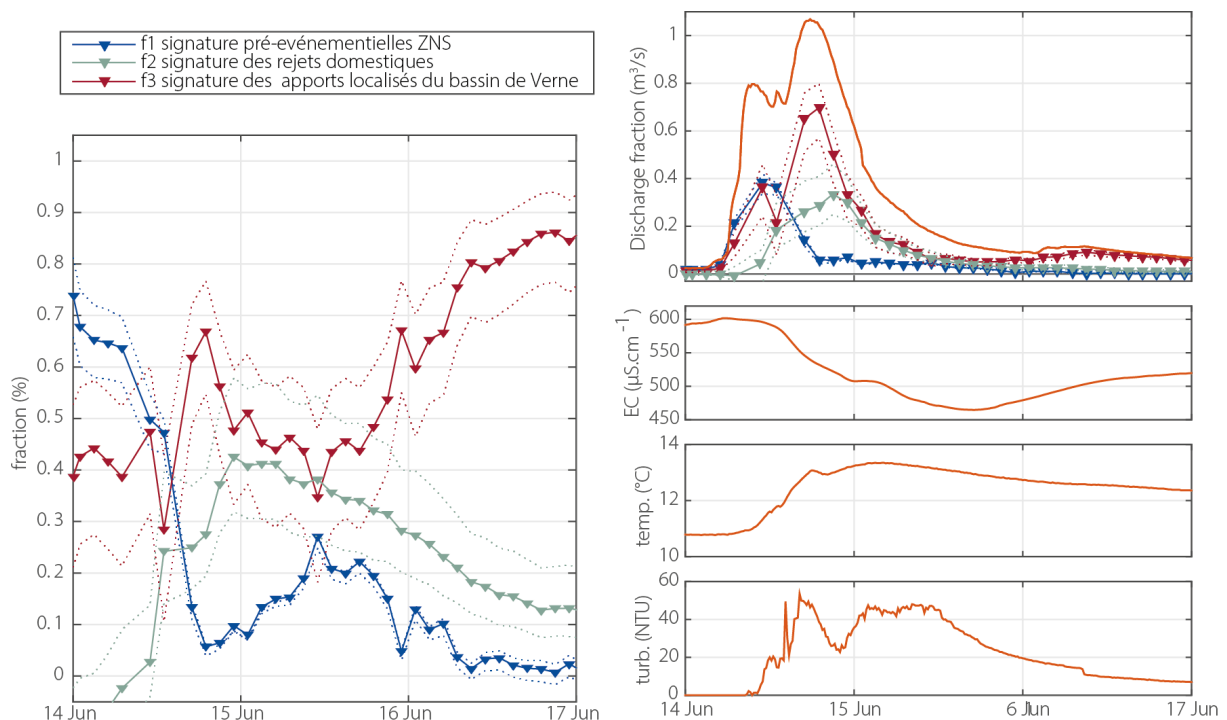 f1 signature pré-evénementielles ZNS
f2 signature des rejets domestiques
f3 signature des apports localisés du bassin de Verne
fraction (%)
1
0.9
0.8
0.7
0.6
0.5
0.4
0.3
0.2
0.1
0
14 Jun
15 Jun
16 Jun
17 Jun
Discharge fraction (m³/s)
1
0.8
0.6
0.4
0.2
0
EC (µS.cm⁻¹)
600
550
500
450
temp. (°C)
14
12
10
turb. (NTU)
60
40
20
0
14 Jun
15 Jun
6 Jun
17 Jun